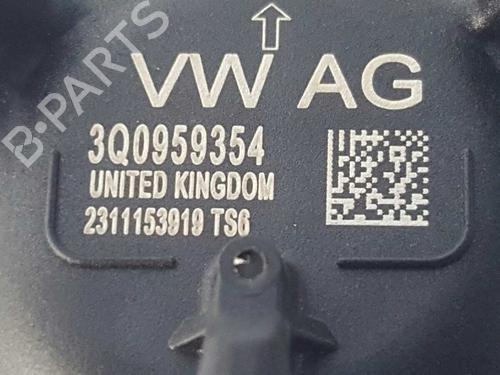 VW AG
3Q0959354
UNITED KINGDOM
2311153919 TS6
B-PARTS